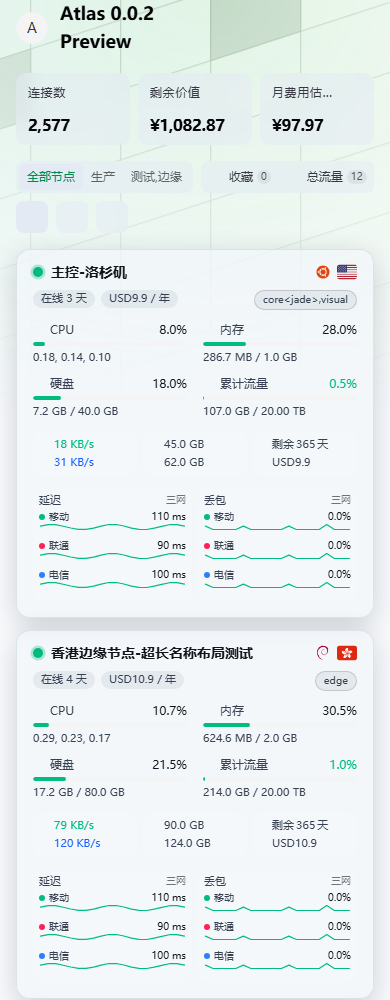 A
Atlas 0.0.2
Preview
连接数 剩余价值 月费用估...
2,577 ¥1,082.87 ¥97.97
全部节点 生产 测试,边缘 收藏 0 总流量 12
主控-洛杉矶
在线 3 天 USD9.9 / 年 core<jade>,visual
CPU 8.0% 内存 28.0%
0.18, 0.14, 0.10 286.7 MB / 1.0 GB
硬盘 18.0% 累计流量 0.5%
7.2 GB / 40.0 GB 107.0 GB / 20.00 TB
18 KB/s 45.0 GB 剩余 365 天
31 KB/s 62.0 GB USD9.9
延迟 三网 丢包 三网
移动 110 ms 移动 0.0%
联通 90 ms 联通 0.0%
电信 100 ms 电信 0.0%
香港边缘节点-超长名称布局测试
在线 4 天 USD10.9 / 年 edge
CPU 10.7% 内存 30.5%
0.29, 0.23, 0.17 624.6 MB / 2.0 GB
硬盘 21.5% 累计流量 1.0%
17.2 GB / 80.0 GB 214.0 GB / 20.00 TB
79 KB/s 90.0 GB 剩余 365 天
120 KB/s 124.0 GB USD10.9
延迟 三网 丢包 三网
移动 110 ms 移动 0.0%
联通 90 ms 联通 0.0%
电信 100 ms 电信 0.0%